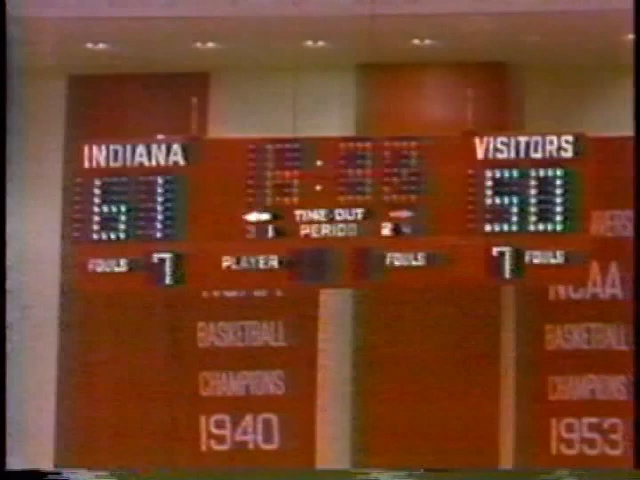 INDIANA VISITORS
61 50
TIME-OUT
1 PERIOD 2
FOULS 7 PLAYER FOULS 7 FOULS
NCAA
BASKETBALL BASKETBALL
CHAMPIONS CHAMPIONS
1940 1953